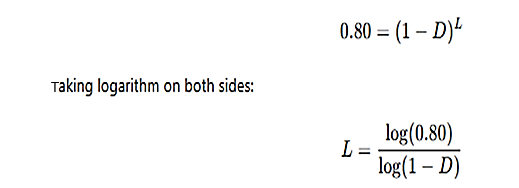 0.80 = (1 − D)^L
Taking logarithm on both sides:
L = log(0.80) / log(1 − D)